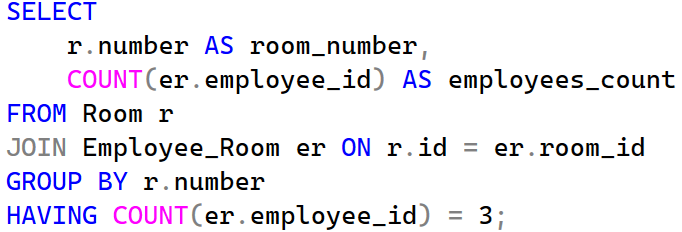 SELECT
    r.number AS room_number,
    COUNT(er.employee_id) AS employees_count
FROM Room r
JOIN Employee_Room er ON r.id = er.room_id
GROUP BY r.number
HAVING COUNT(er.employee_id) = 3;